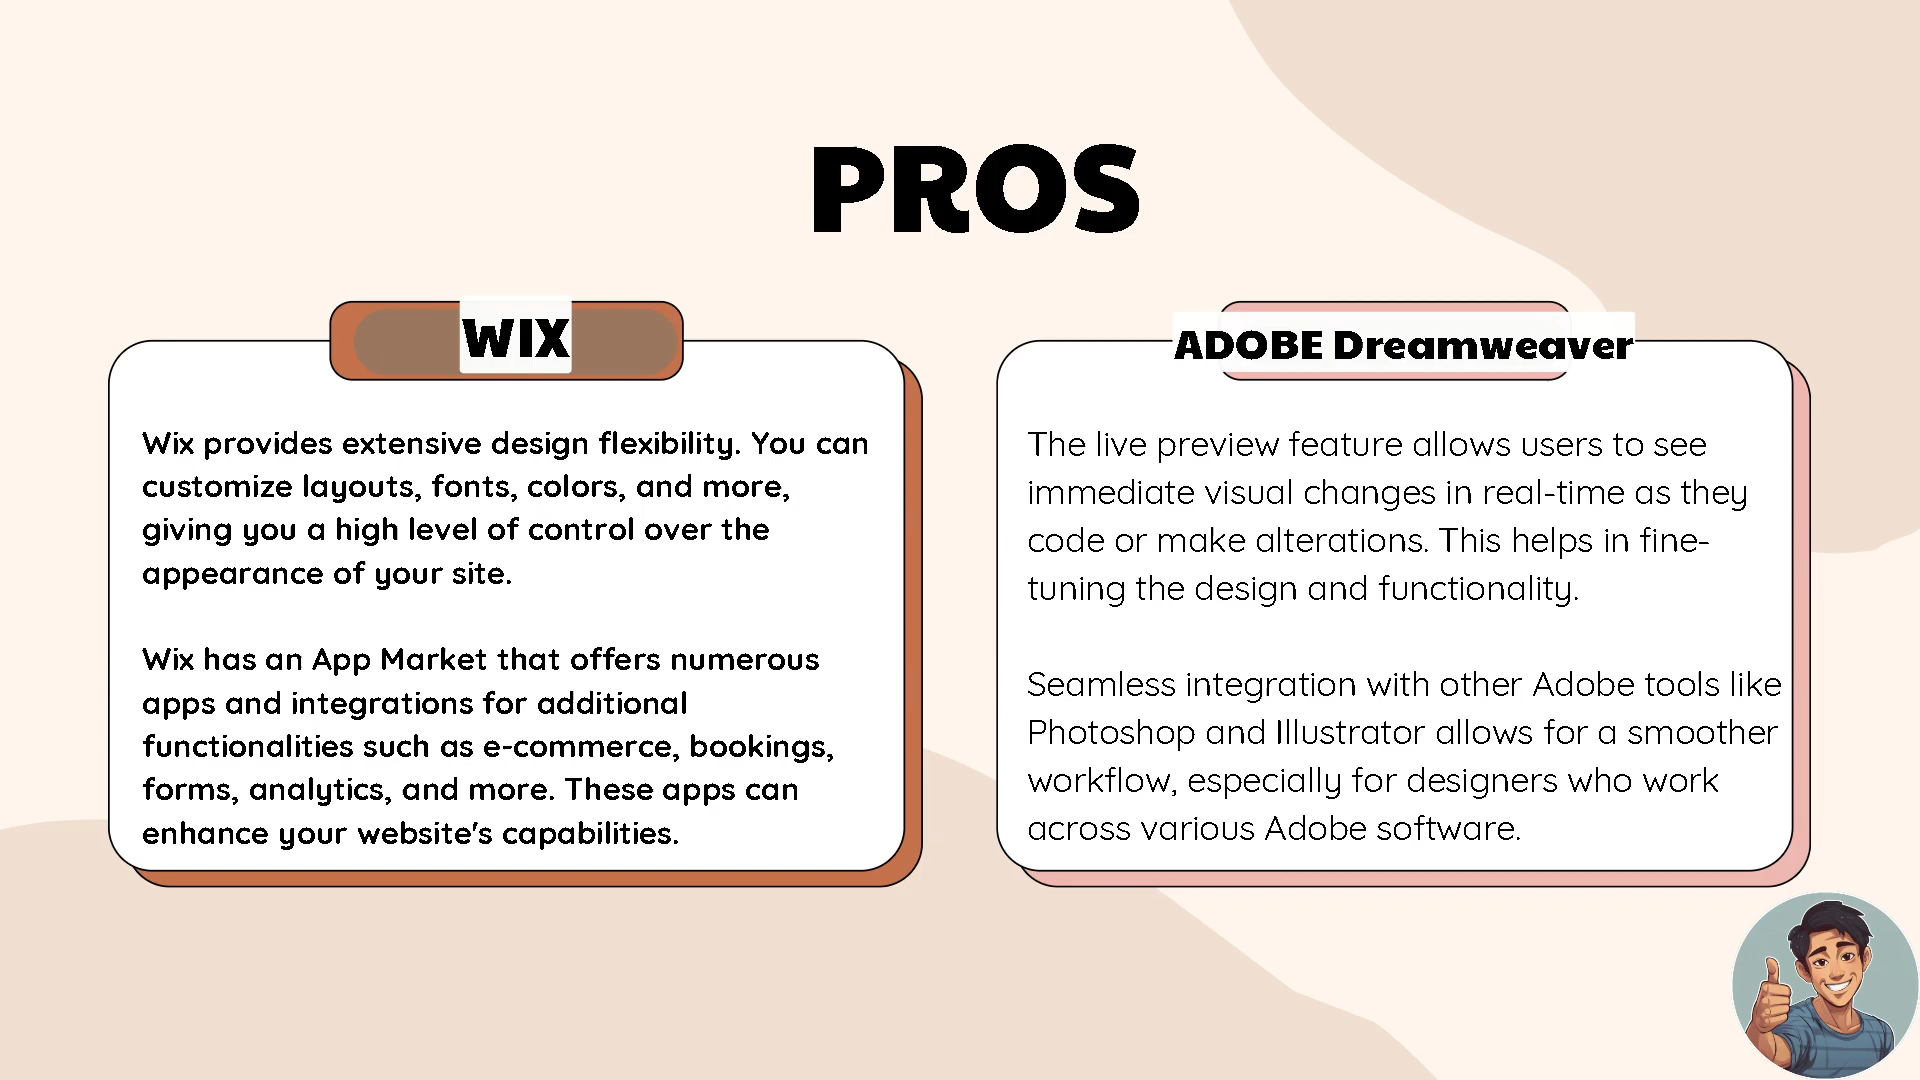 PROS
WIX
Wix provides extensive design flexibility. You can
customize layouts, fonts, colors, and more,
giving you a high level of control over the
appearance of your site.
Wix has an App Market that offers numerous
apps and integrations for additional
functionalities such as e-commerce, bookings,
forms, analytics, and more. These apps can
enhance your website's capabilities.
ADOBE Dreamweaver
The live preview feature allows users to see
immediate visual changes in real-time as they
code or make alterations. This helps in fine-
tuning the design and functionality.
Seamless integration with other Adobe tools like
Photoshop and Illustrator allows for a smoother
workflow, especially for designers who work
across various Adobe software.